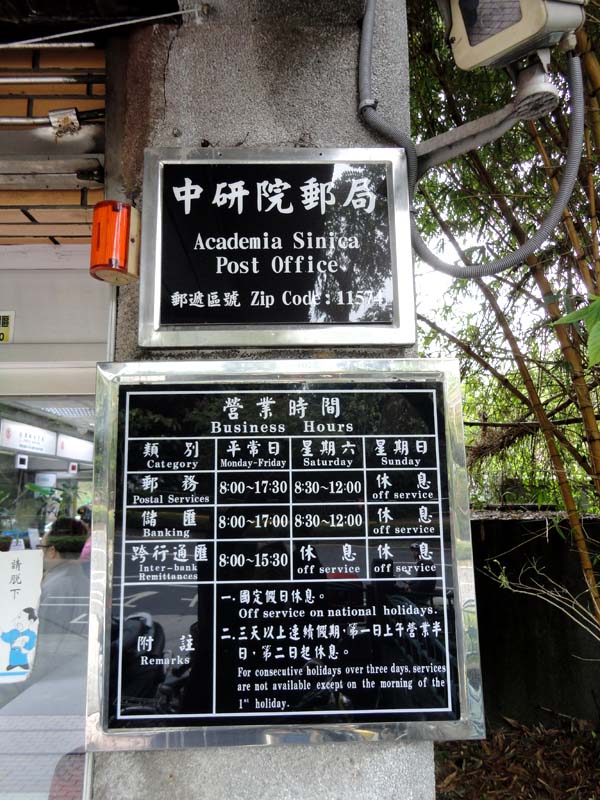 中研院郵局
Academia Sinica
Post Office
郵遞區號 Zip Code：11574
營業時間
Business Hours
類別 平常日 星期六 星期日
Category Monday-Friday Saturday Sunday
郵務 8:00~17:30 8:30~12:00 休息
Postal Services off service
儲匯 8:00~17:00 8:30~12:00 休息
Banking off service
跨行通匯 8:00~15:30 休息 休息
Inter-bank Remittances off service off service
附註
Remarks
一.國定假日休息。
Off service on national holidays.
二.三天以上連續假期,第一日上午營業半
日,第二日起休息。
For consecutive holidays over three days, services
are not available except on the morning of the
1st holiday.
請脫下